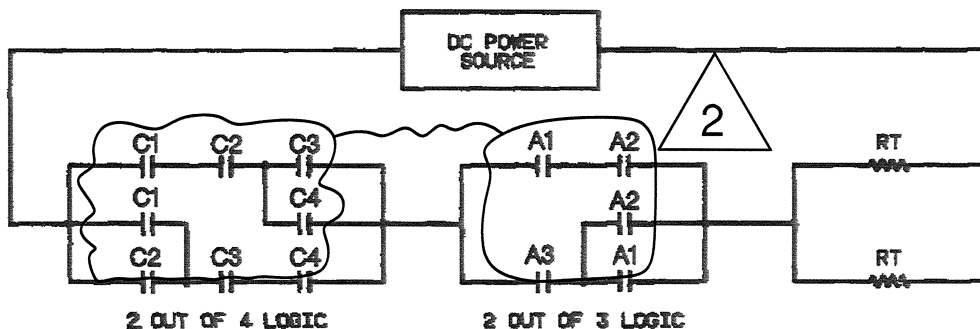 DC POWER
SOURCE
2
C1 C2 C3 A1 A2 RT
C1 C4 A2
C2 C3 C4 A3 A1 RT
2 OUT OF 4 LOGIC 2 OUT OF 3 LOGIC